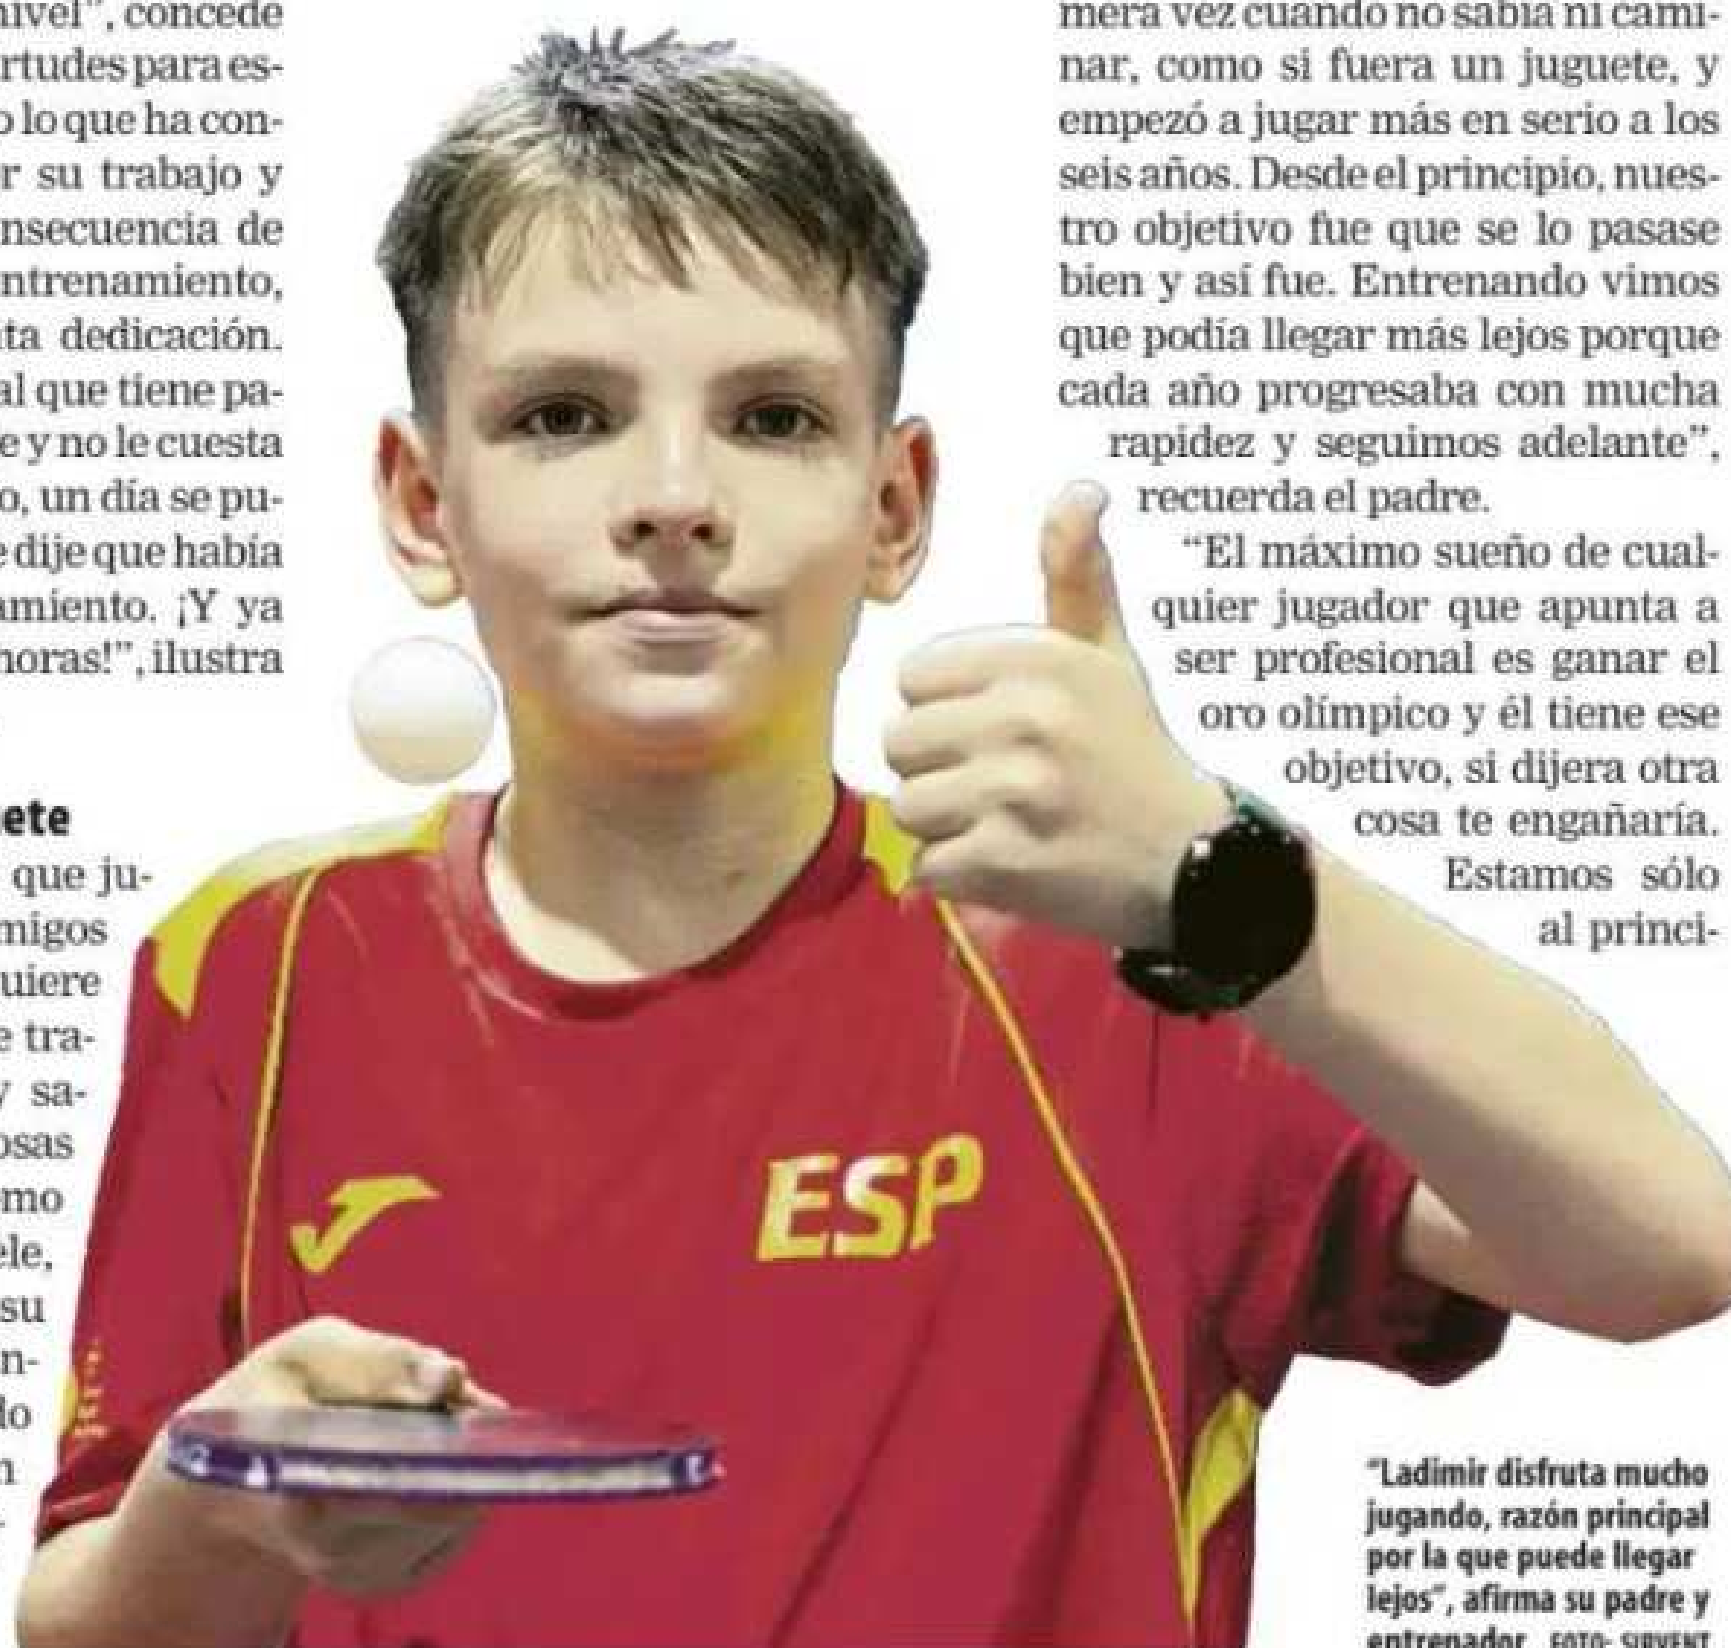 nivel", concede
rtudes para es-
o lo que ha con-
r su trabajo y
nsecuencia de
ntrenamiento,
ta dedicación.
al que tiene pa-
e y no le cuesta
o, un día se pu-
e dije que había
amiento. ¡Y ya
horas!", ilustra
ete
que ju-
migos
uiere
e tra-
y sa-
osas
mo
ele,
su
n-
do
n
mera vez cuando no sabía ni cami-
nar, como si fuera un juguete, y
empezó a jugar más en serio a los
seis años. Desde el principio, nues-
tro objetivo fue que se lo pasase
bien y así fue. Entrenando vimos
que podía llegar más lejos porque
cada año progresaba con mucha
rapidez y seguimos adelante",
recuerda el padre.
"El máximo sueño de cual-
quier jugador que apunta a
ser profesional es ganar el
oro olímpico y él tiene ese
objetivo, si dijera otra
cosa te engañaría.
Estamos sólo
al princi-
ESP
"Ladimir disfruta mucho
jugando, razón principal
por la que puede llegar
lejos", afirma su padre y
entrenador FOTO: SIRVENT